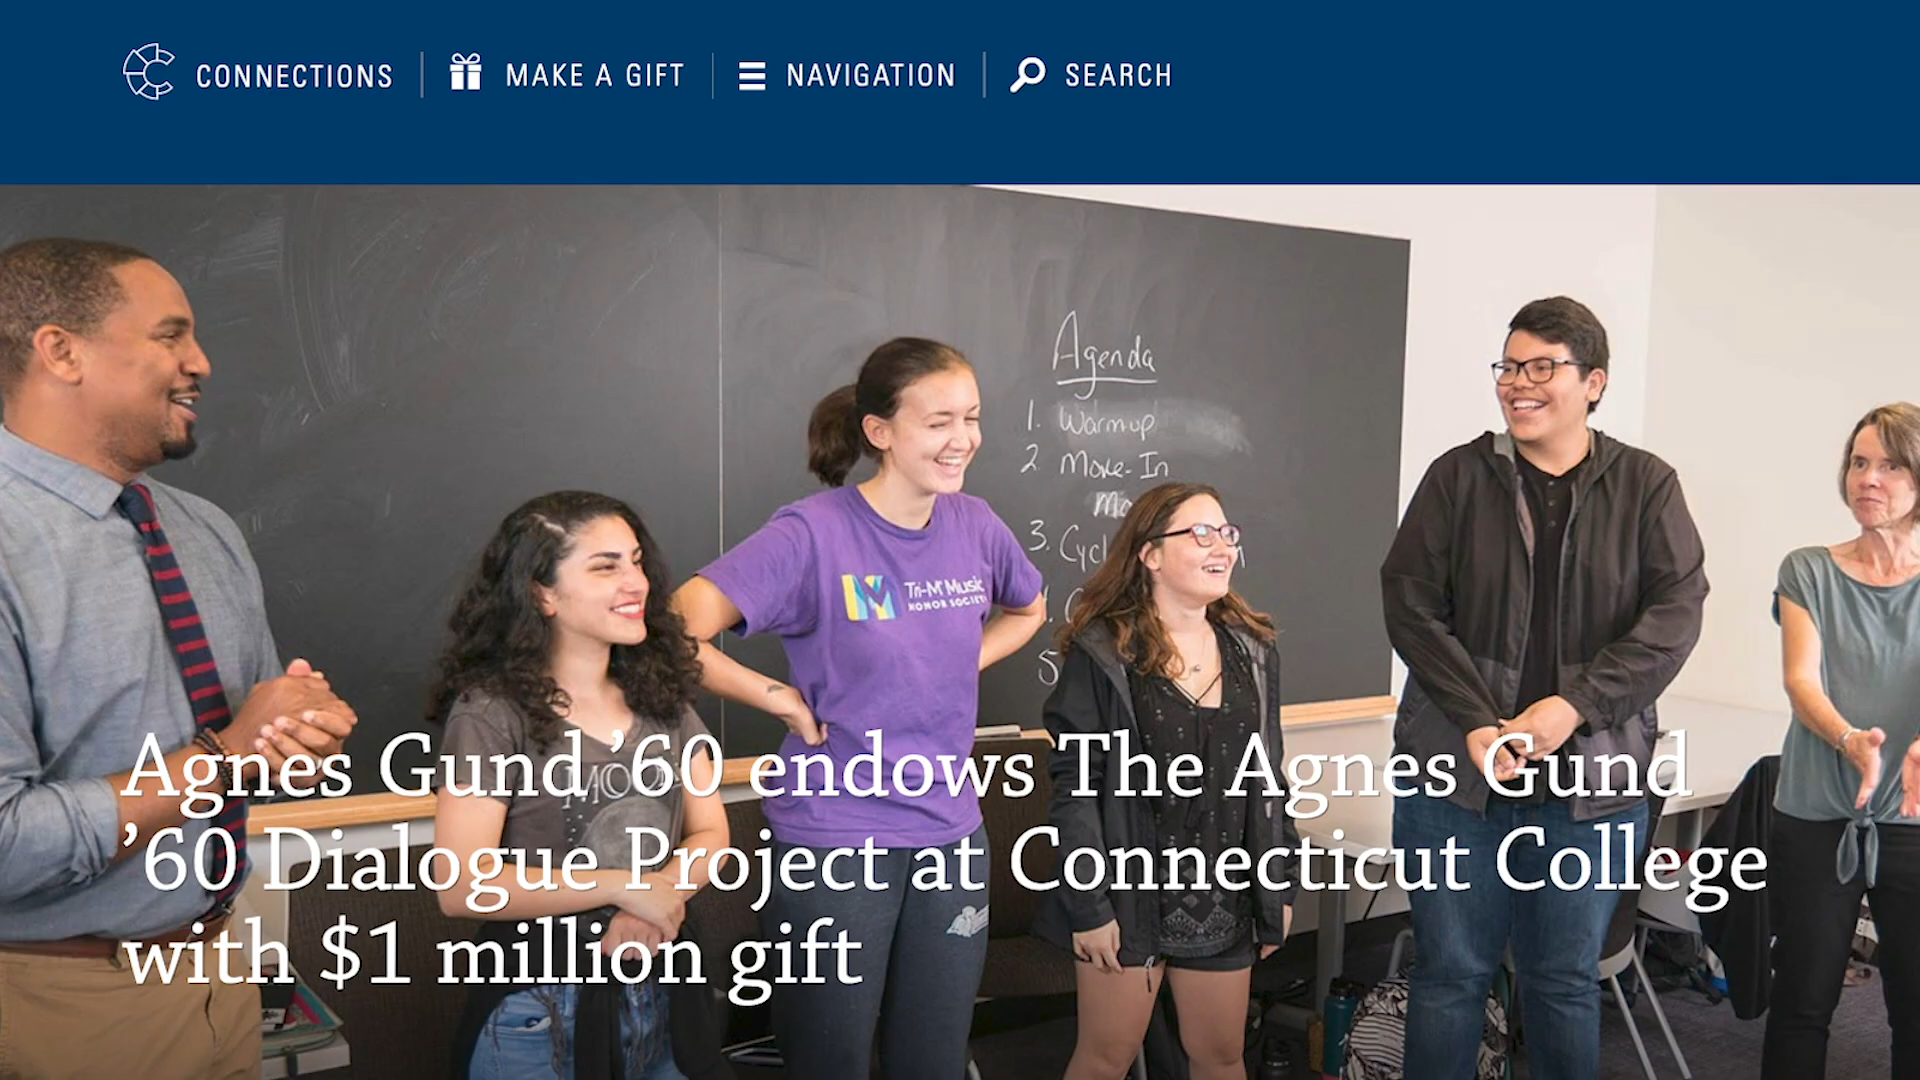 CONNECTIONS
MAKE A GIFT
NAVIGATION
SEARCH
Agenda
1. Warmup
2. Move-In
3.
5
Tri-M Music
HONOR SOCIETY
Agnes Gund ’60 endows The Agnes Gund
’60 Dialogue Project at Connecticut College
with $1 million gift